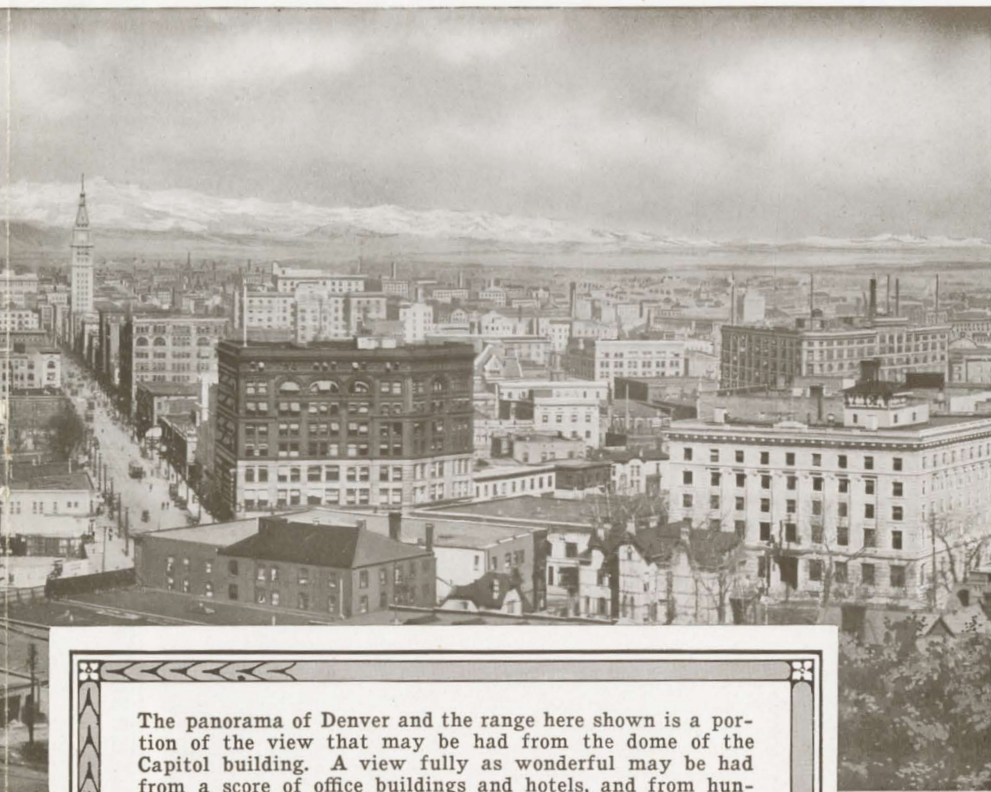 The panorama of Denver and the range here shown is a por-
tion of the view that may be had from the dome of the
Capitol building. A view fully as wonderful may be had
from a score of office buildings and hotels, and from hun-